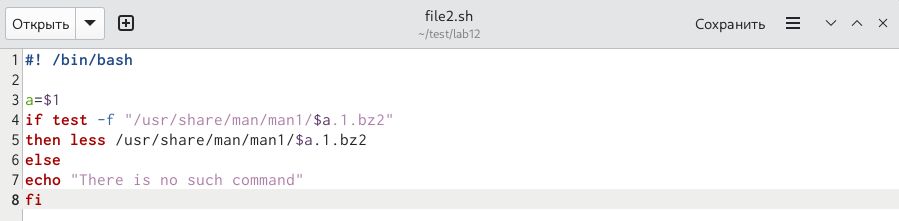 Открыть
file2.sh
~/test/lab12
Сохранить
1 #! /bin/bash
2
3 a=$1
4 if test -f "/usr/share/man/man1/$a.1.bz2"
5 then less /usr/share/man/man1/$a.1.bz2
6 else
7 echo "There is no such command"
8 fi